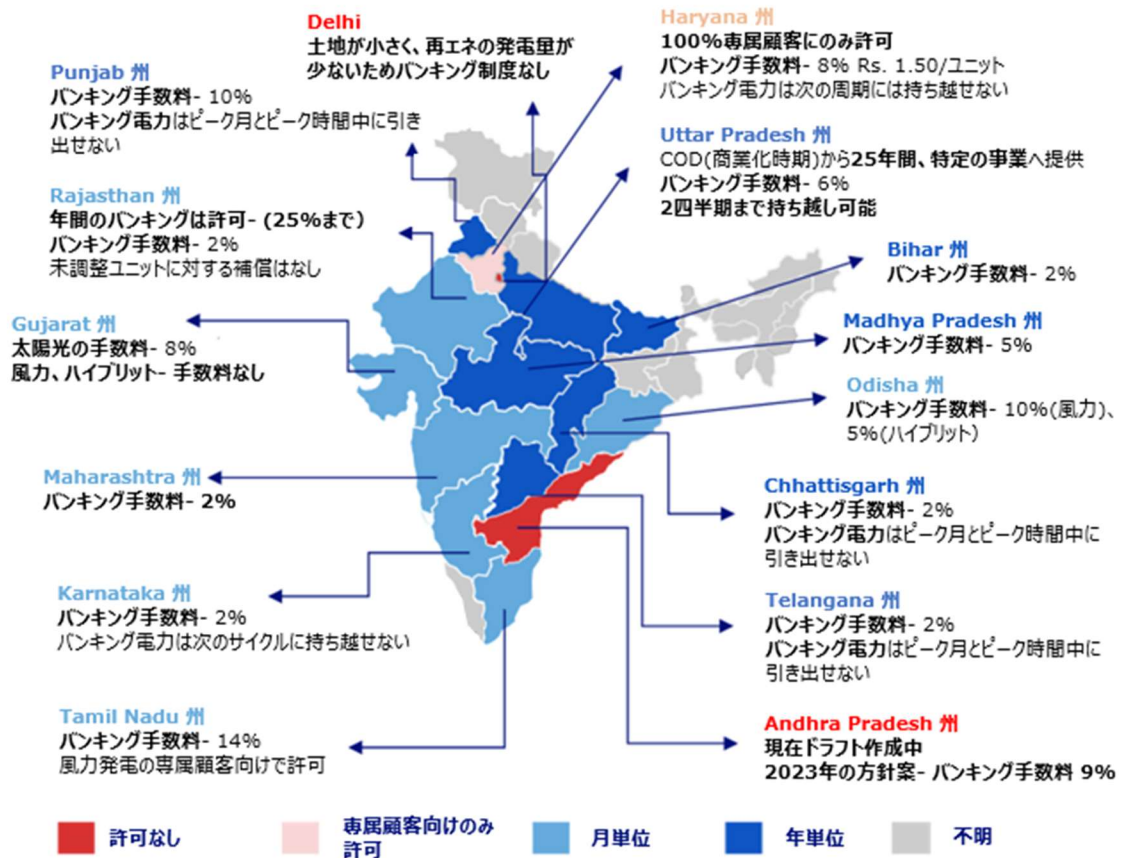 Delhi
土地が小さく、再エネの発電量が
少ないためバンキング制度なし
Haryana 州
100%専属顧客にのみ許可
バンキング手数料- 8% Rs. 1.50/ユニット
バンキング電力は次の周期には持ち越せない
Punjab 州
バンキング手数料- 10%
バンキング電力はピーク月とピーク時間中に引き
出せない
Uttar Pradesh 州
COD(商業化時期)から25年間、特定の事業へ提供
バンキング手数料- 6%
2四半期まで持ち越し可能
Rajasthan 州
年間のバンキングは許可- (25%まで)
バンキング手数料- 2%
未調整ユニットに対する補償はなし
Bihar 州
バンキング手数料- 2%
Gujarat 州
太陽光の手数料- 8%
風力、ハイブリット- 手数料なし
Madhya Pradesh 州
バンキング手数料- 5%
Odisha 州
バンキング手数料- 10%(風力)、
5%(ハイブリット)
Maharashtra 州
バンキング手数料- 2%
Chhattisgarh 州
バンキング手数料- 2%
バンキング電力はピーク月とピーク時間中に
引き出せない
Karnataka 州
バンキング手数料- 2%
バンキング電力は次のサイクルに持ち越せない
Telangana 州
バンキング手数料- 2%
バンキング電力はピーク月とピーク時間中に
引き出せない
Tamil Nadu 州
バンキング手数料- 14%
風力発電の専属顧客向けで許可
Andhra Pradesh 州
現在ドラフト作成中
2023年の方針案- バンキング手数料 9%
許可なし
専属顧客向けのみ
許可
月単位
年単位
不明